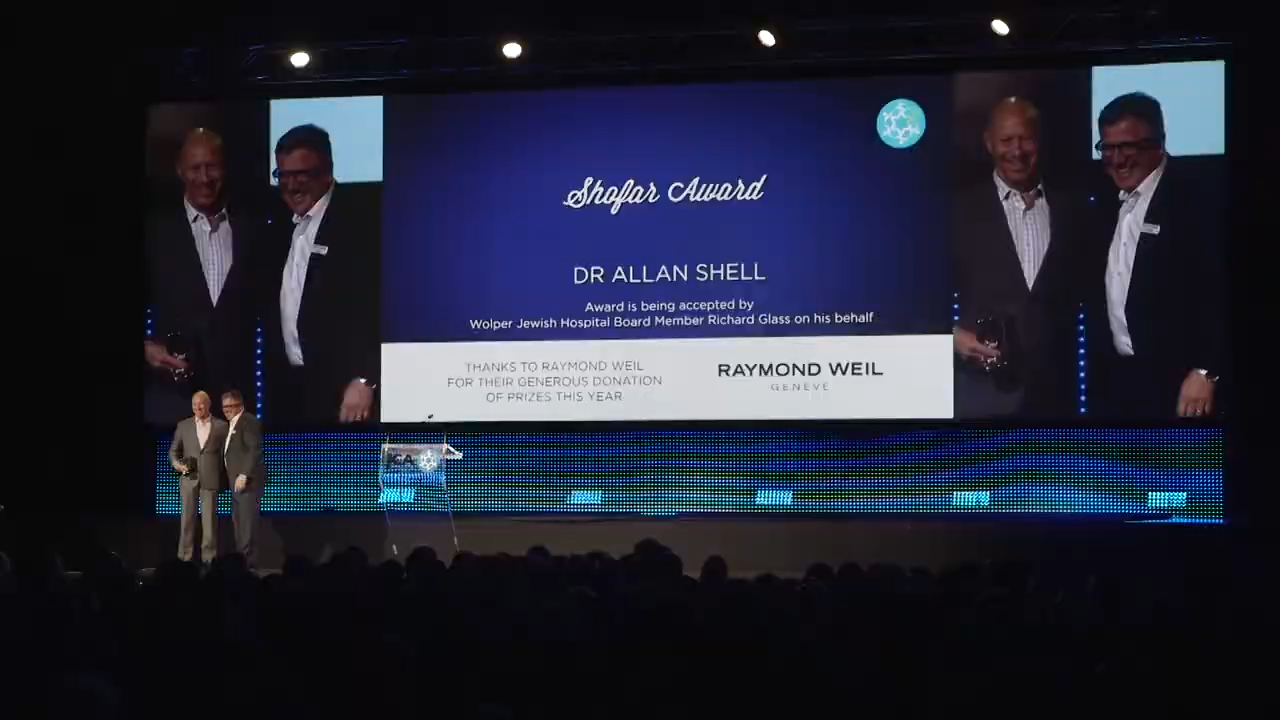 Shofar Award
DR ALLAN SHELL
Award is being accepted by
Wolper Jewish Hospital Board Member Richard Glass on his behalf
THANKS TO RAYMOND WEIL
FOR THEIR GENEROUS DONATION
OF PRIZES THIS YEAR
RAYMOND WEIL
GENEVE